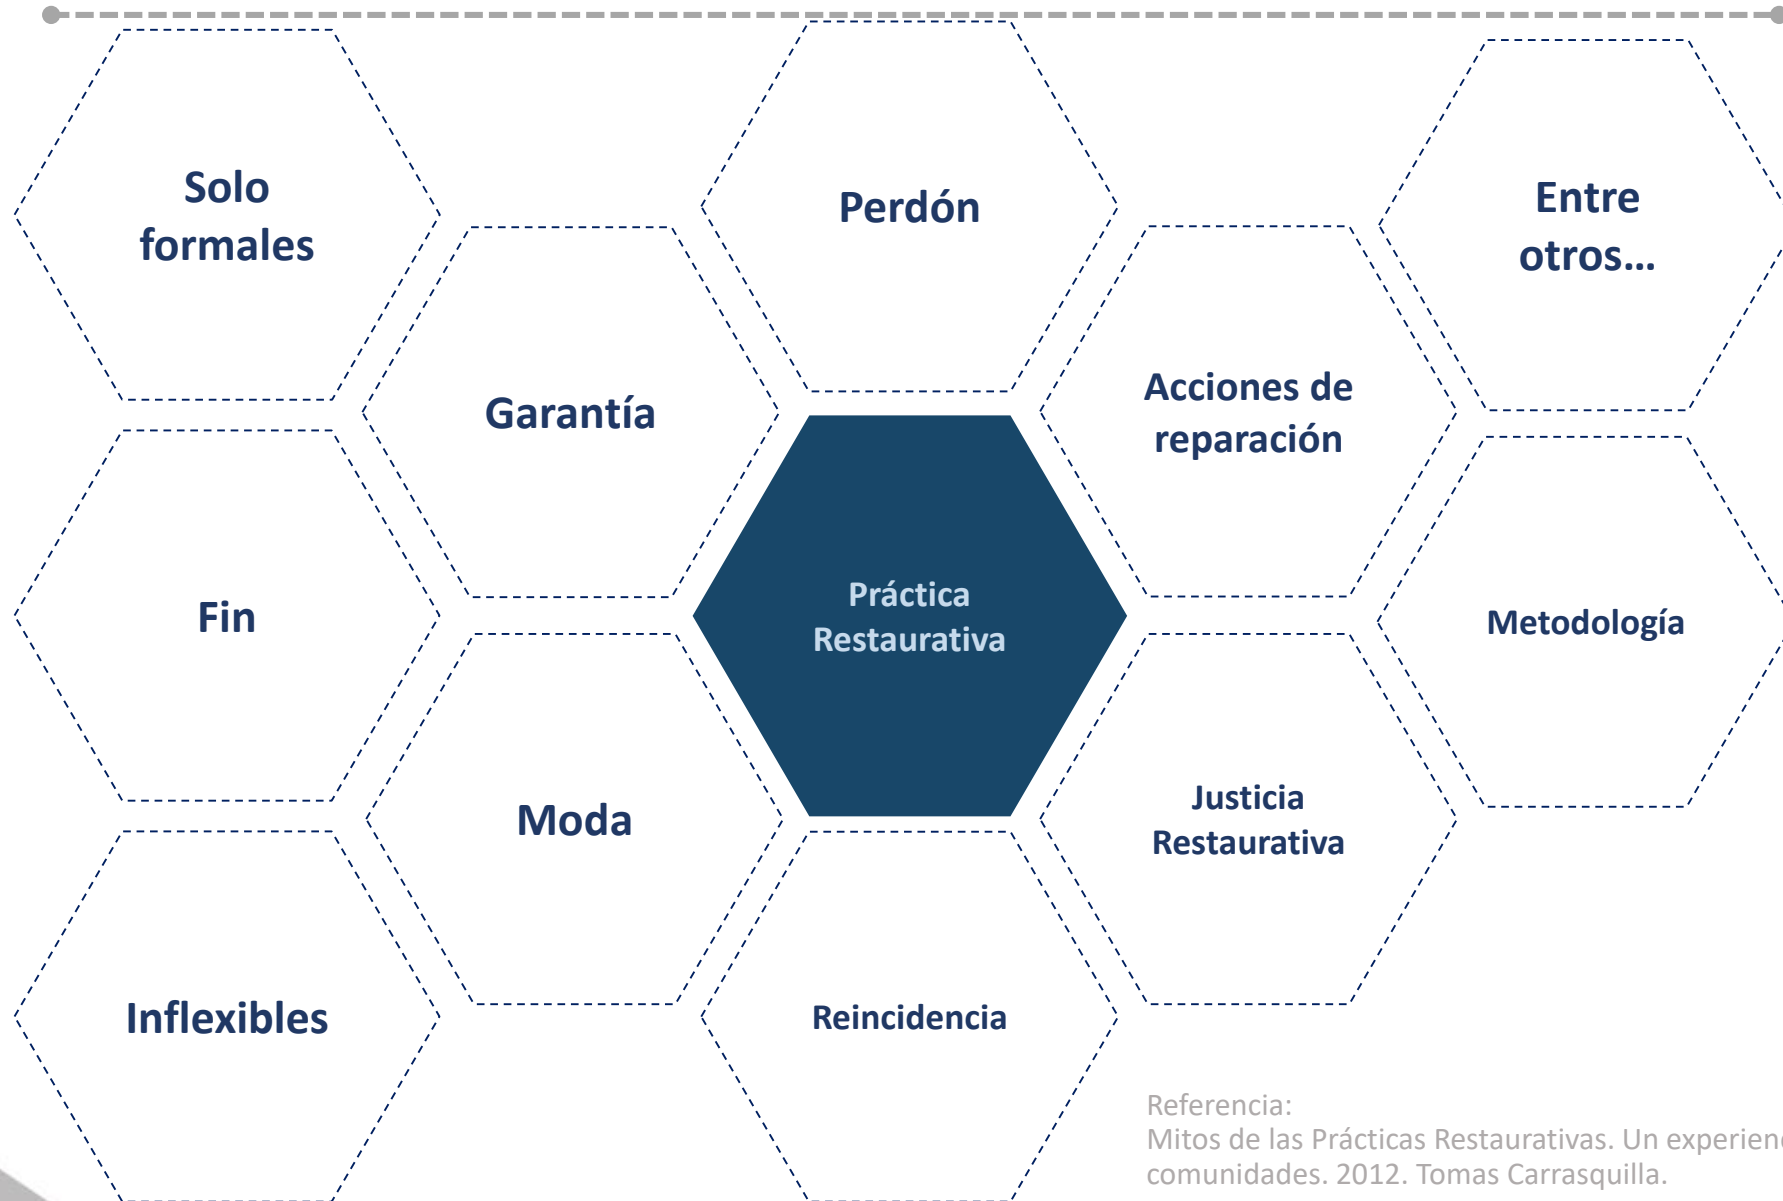 Solo
formales
Perdón
Entre
otros...
Garantía
Acciones de
reparación
Fin
Práctica
Restaurativa
Metodología
Moda
Justicia
Restaurativa
Inflexibles
Reincidencia
Referencia:
Mitos de las Prácticas Restaurativas. Un
comunidades. 2012. Tomas Carrasquilla.